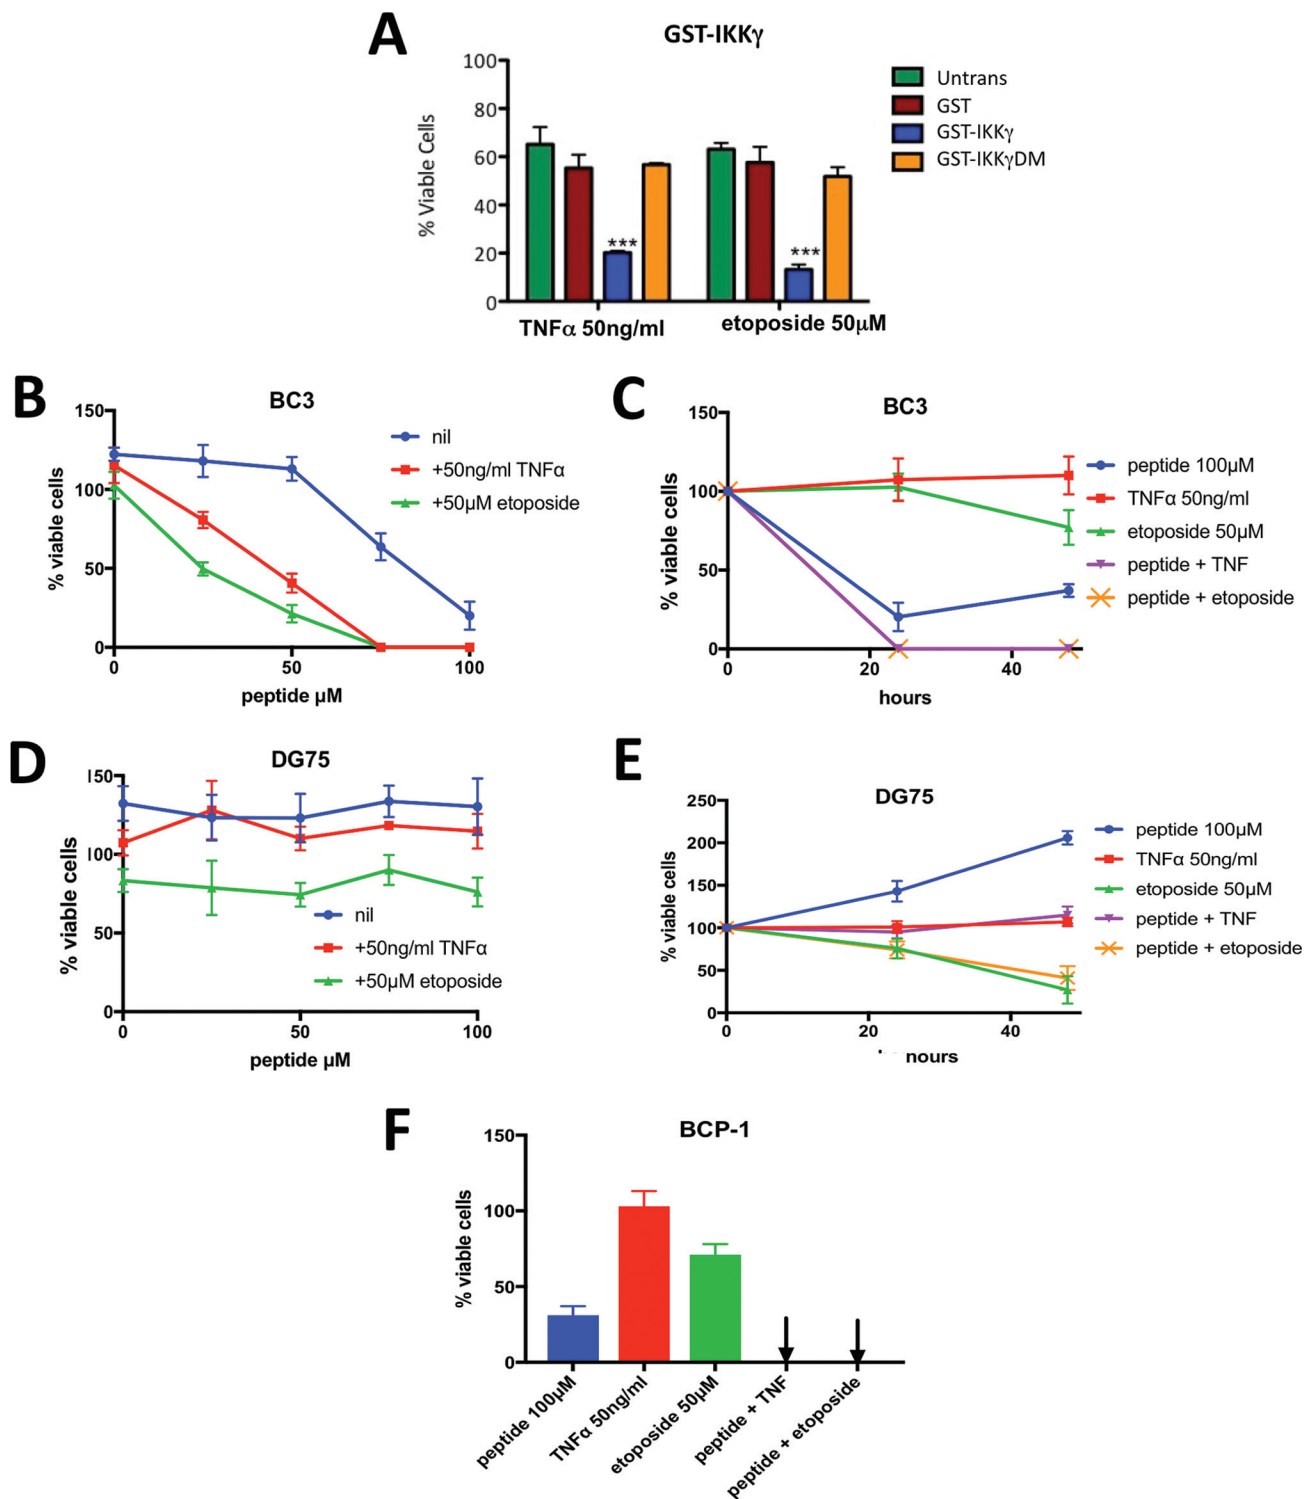 A
GST-IKKγ
% Viable Cells
100
80
60
40
20
0
***
***
TNFα 50ng/ml
etoposide 50μM
Untrans
GST
GST-IKKγ
GST-IKKγDM
B
BC3
% viable cells
150
100
50
0
0
50
100
peptide μM
nil
+50ng/ml TNFα
+50μM etoposide
C
BC3
% viable cells
150
100
50
0
0
20
40
hours
peptide 100μM
TNFα 50ng/ml
etoposide 50μM
peptide + TNF
peptide + etoposide
D
DG75
% viable cells
150
100
50
0
0
50
100
peptide μM
nil
+50ng/ml TNFα
+50μM etoposide
E
DG75
% viable cells
250
200
150
100
50
0
0
20
40
hours
peptide 100μM
TNFα 50ng/ml
etoposide 50μM
peptide + TNF
peptide + etoposide
F
BCP-1
% viable cells
150
100
50
0
peptide 100μM
TNFα 50ng/ml
etoposide 50μM
peptide + TNF
peptide + etoposide